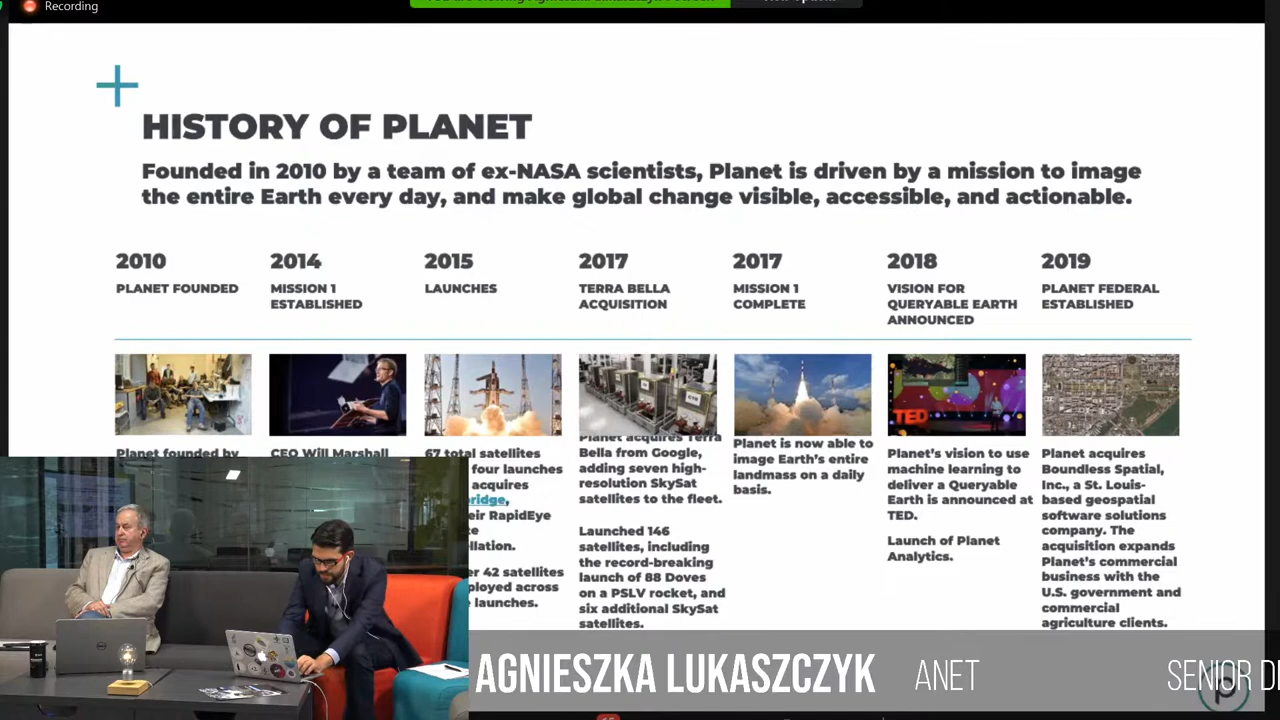 Recording
HISTORY OF PLANET
Founded in 2010 by a team of ex-NASA scientists, Planet is driven by a mission to image
the entire Earth every day, and make global change visible, accessible, and actionable.
2010
PLANET FOUNDED
Planet founded by
2014
MISSION 1
ESTABLISHED
CEO Will Marshall
2015
LAUNCHES
67 total satellites
four launches
acquires
bridge,
eir RapidEye
te
ellation.
er 42 satellites
ployed across
e launches.
2017
TERRA BELLA
ACQUISITION
Planet acquires Terra
Bella from Google,
adding seven high-
resolution SkySat
satellites to the fleet.
Launched 146
satellites, including
the record-breaking
launch of 88 Doves
on a PSLV rocket, and
six additional SkySat
satellites.
2017
MISSION 1
COMPLETE
Planet is now able to
image Earth's entire
landmass on a daily
basis.
2018
VISION FOR
QUERYABLE EARTH
ANNOUNCED
TED
Planet's vision to use
machine learning to
deliver a Queryable
Earth is announced at
TED.
Launch of Planet
Analytics.
2019
PLANET FEDERAL
ESTABLISHED
Planet acquires
Boundless Spatial,
Inc., a St. Louis-
based geospatial
software solutions
company. The
acquisition expands
Planet's commercial
business with the
U.S. government and
commercial
agriculture clients.
AGNIESZKA LUKASZCZYK ANET SENIOR DI